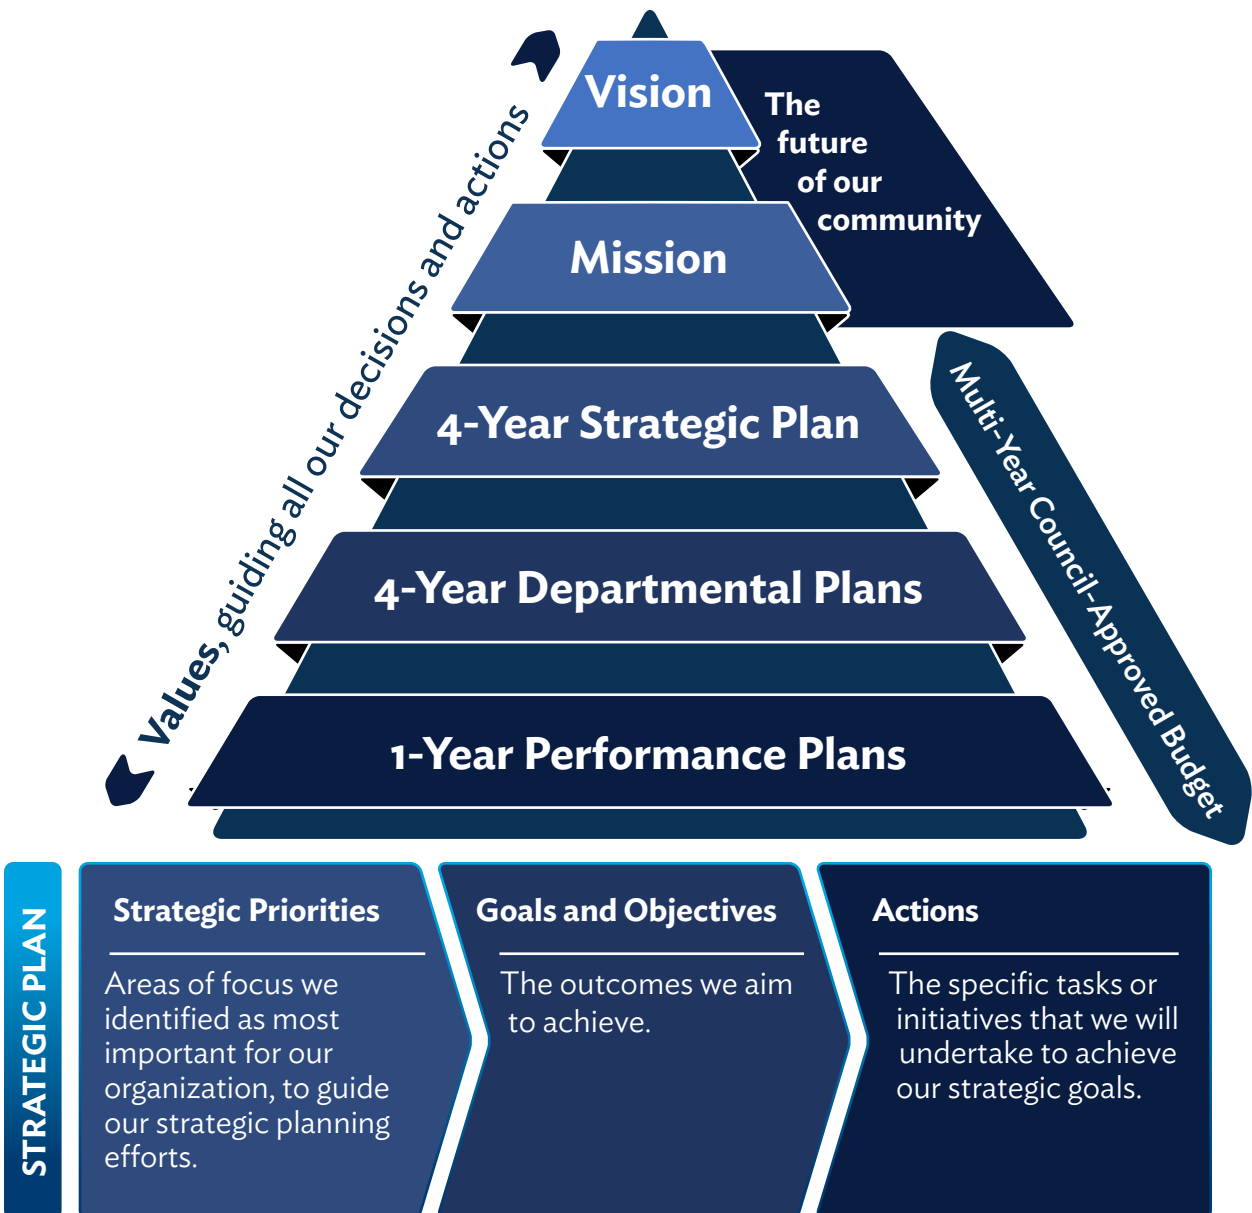 Vision
The
future
of our
community
Mission
4-Year Strategic Plan
4-Year Departmental Plans
1-Year Performance Plans
Values, guiding all our decisions and actions
Multi-Year Council-Approved Budget
STRATEGIC PLAN
Strategic Priorities
Areas of focus we
identified as most
important for our
organization, to guide
our strategic planning
efforts.
Goals and Objectives
The outcomes we aim
to achieve.
Actions
The specific tasks or
initiatives that we will
undertake to achieve
our strategic goals.